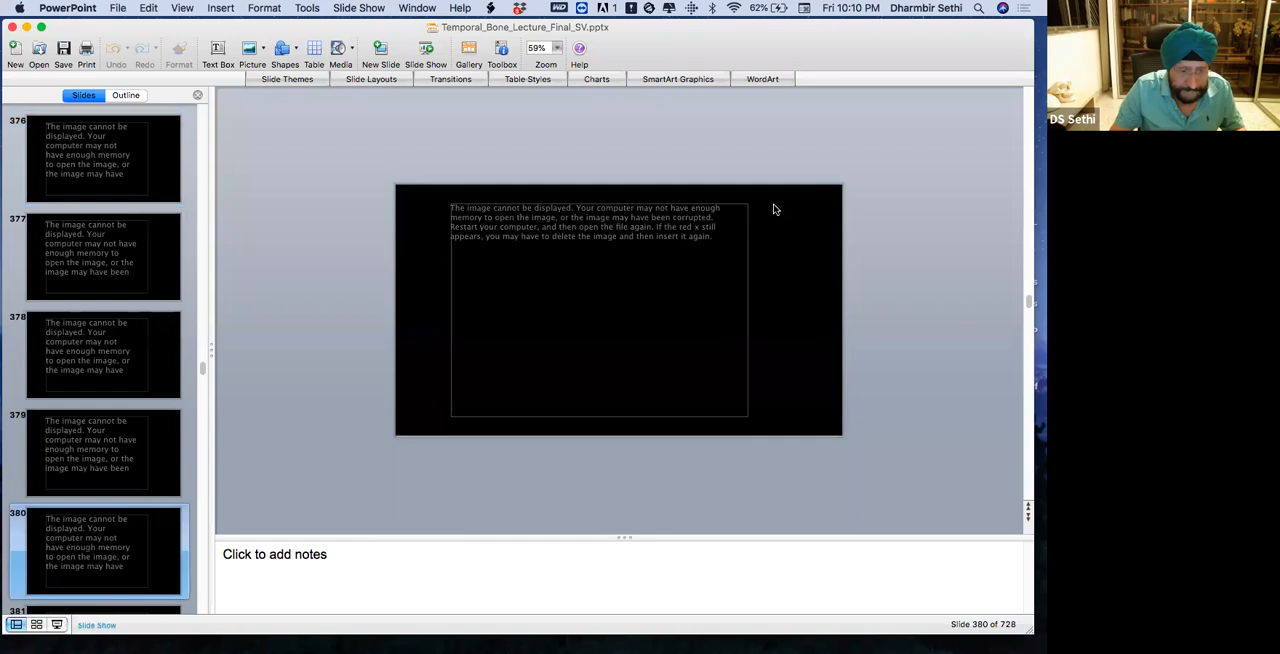 PowerPoint File Edit View Insert Format Tools Slide Show Window Help
1 62% Fri 10:10 PM Dharmbir Sethi
Temporal_Bone_Lecture_Final_SV.pptx
New Open Save Print Undo Redo Format Text Box Picture Shapes Table Media New Slide Slide Show Gallery Toolbox 59% Zoom Help
Slide Themes Slide Layouts Transitions Table Styles Charts SmartArt Graphics WordArt
Slides Outline
376
The image cannot be
displayed. Your
computer may not
have enough memory
to open the image, or
the image may have
377
The image cannot be
displayed. Your
computer may not have
enough memory to
open the image, or the
image may have been
378
The image cannot be
displayed. Your
computer may not
have enough memory
to open the image, or
the image may have
379
The image cannot be
displayed. Your
computer may not have
enough memory to
open the image, or the
image may have been
380
The image cannot be
displayed. Your
computer may not
have enough memory
to open the image, or
the image may have
381
The image cannot be displayed. Your computer may not have enough
memory to open the image, or the image may have been corrupted.
Restart your computer, and then open the file again. If the red x still
appears, you may have to delete the image and then insert it again.
Click to add notes
Slide Show
Slide 380 of 728
DS Sethi